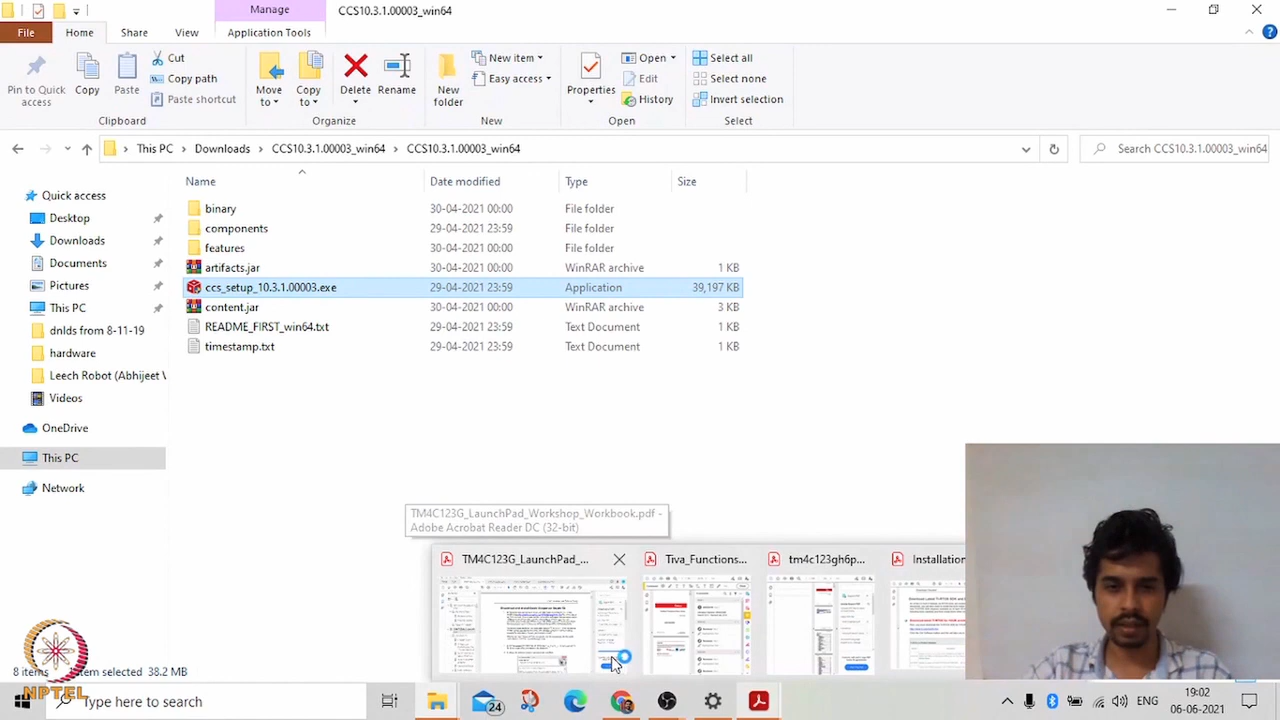 Manage
CCS10.3.1.00003_win64
File
Home
Share
View
Application Tools
Pin to Quick
access
Copy
Paste
Cut
Copy path
Paste shortcut
Move
to
Copy
to
Delete
Rename
New
folder
New item
Easy access
Properties
Open
Edit
History
Select all
Select none
Invert selection
Clipboard
Organize
New
Open
Select
This PC
Downloads
CCS10.3.1.00003_win64
CCS10.3.1.00003_win64
Search CCS10.3.1.00003_win64
Name
Date modified
Type
Size
Quick access
Desktop
Downloads
Documents
Pictures
This PC
dnlds from 8-11-19
hardware
Leech Robot (Abhijeet V
Videos
OneDrive
This PC
Network
binary 30-04-2021 00:00 File folder
components 29-04-2021 23:59 File folder
features 30-04-2021 00:00 File folder
artifacts.jar 30-04-2021 00:00 WinRAR archive 1 KB
ccs_setup_10.3.1.00003.exe 29-04-2021 23:59 Application 39,197 KB
content.jar 30-04-2021 00:00 WinRAR archive 3 KB
README_FIRST_win64.txt 29-04-2021 23:59 Text Document 1 KB
timestamp.txt 29-04-2021 23:59 Text Document 1 KB
TM4C123G_LaunchPad_Workshop_Workbook.pdf -
Adobe Acrobat Reader DC (32-bit)
TM4C123G_LaunchPad_...
Tiva_Functions...
tm4c123gh6p...
Installation
8 items
NPTEL
Type here to search
24
ENG
19:02
06-06-2021